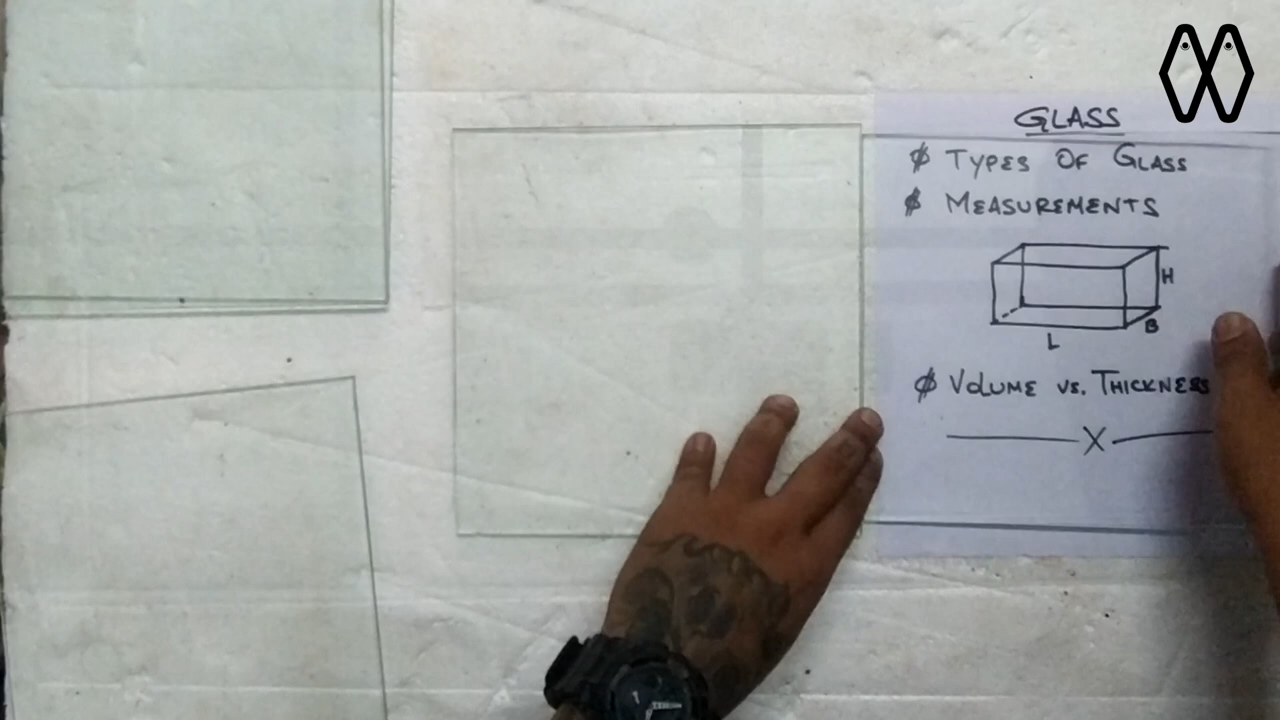 GLASS
TYPES OF GLASS
MEASUREMENTS
H
B
L
VOLUME VS. THICKNESS
X